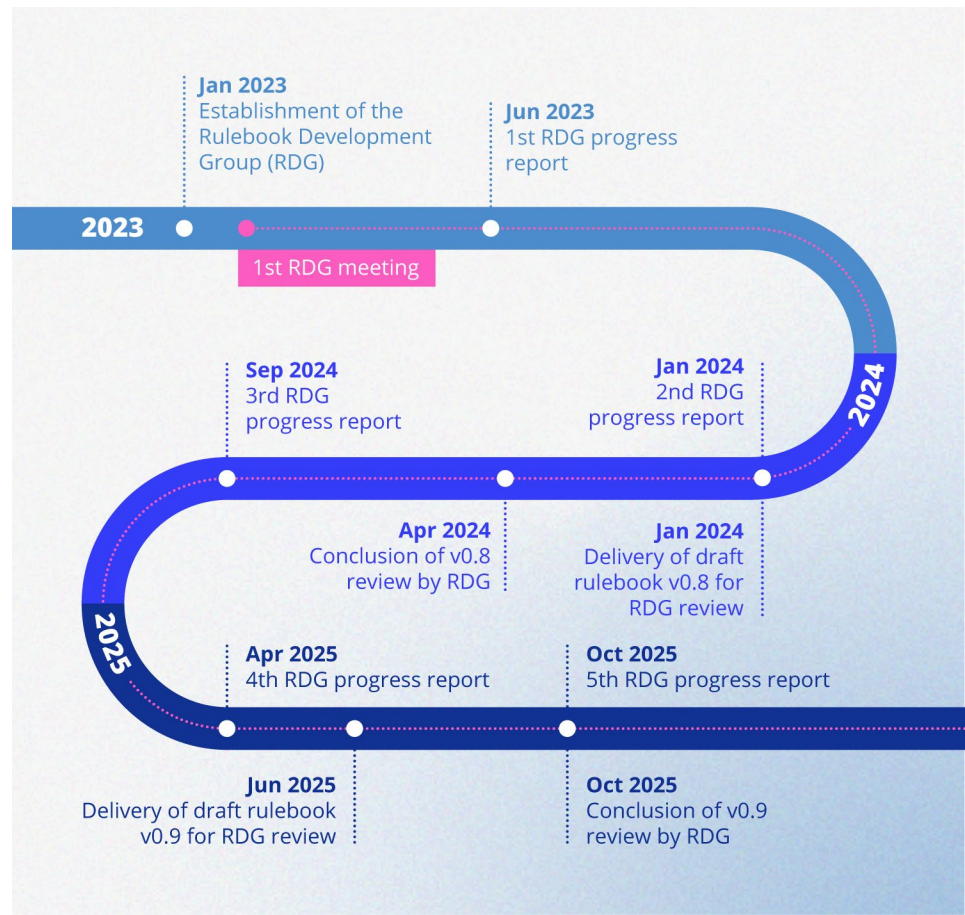 Jan 2023
Establishment of the
Rulebook Development
Group (RDG)
Jun 2023
1st RDG progress
report
2023
1st RDG meeting
2024
Jan 2024
2nd RDG
progress report
Jan 2024
Delivery of draft
rulebook v0.8 for
RDG review
Apr 2024
Conclusion of v0.8
review by RDG
Sep 2024
3rd RDG
progress report
2025
Apr 2025
4th RDG progress report
Jun 2025
Delivery of draft rulebook
v0.9 for RDG review
Oct 2025
5th RDG progress report
Oct 2025
Conclusion of v0.9
review by RDG